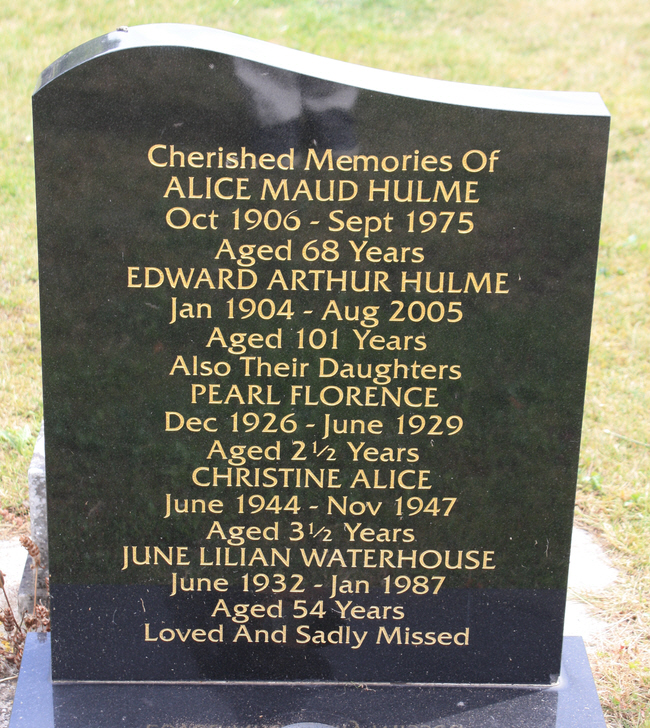 Cherished Memories Of
ALICE MAUD HULME
Oct 1906 - Sept 1975
Aged 68 Years
EDWARD ARTHUR HULME
Jan 1904 - Aug 2005
Aged 101 Years
Also Their Daughters
PEARL FLORENCE
Dec 1926 - June 1929
Aged 2½ Years
CHRISTINE ALICE
June 1944 - Nov 1947
Aged 3½ Years
JUNE LILIAN WATERHOUSE
June 1932 - Jan 1987
Aged 54 Years
Loved And Sadly Missed